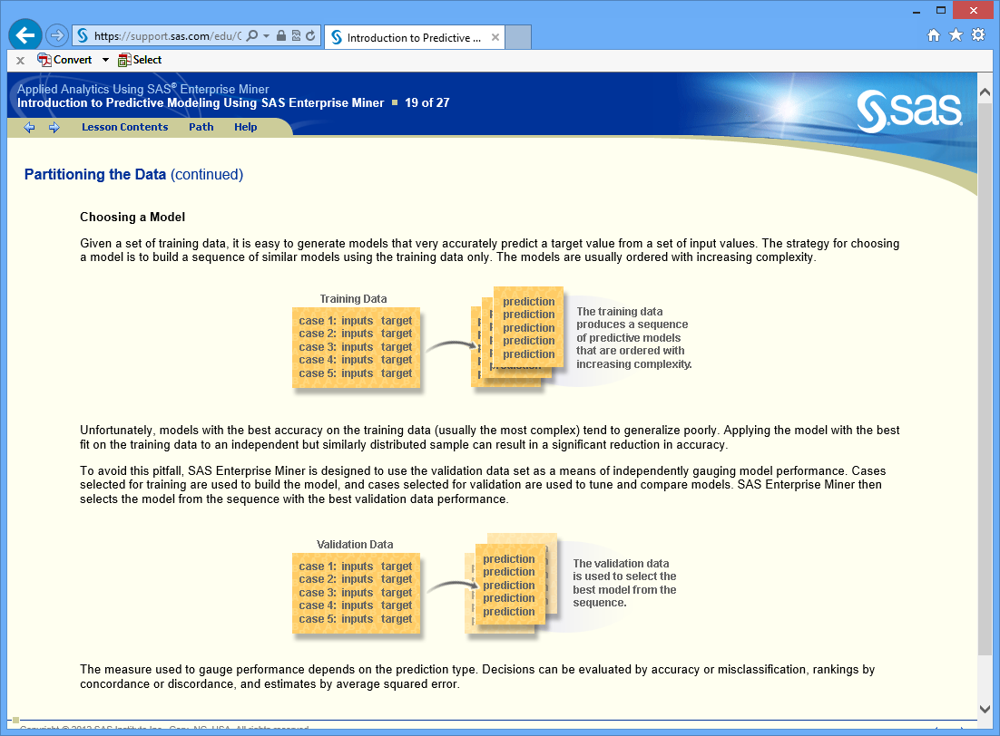 https://support.sas.com/edu/C
Introduction to Predictive ...
Convert
Select
Applied Analytics Using SAS® Enterprise Miner
Introduction to Predictive Modeling Using SAS Enterprise Miner ■ 19 of 27
sas
Lesson Contents Path Help
Partitioning the Data (continued)
Choosing a Model
Given a set of training data, it is easy to generate models that very accurately predict a target value from a set of input values. The strategy for choosing
a model is to build a sequence of similar models using the training data only. The models are usually ordered with increasing complexity.
Training Data
case 1: inputs target
case 2: inputs target
case 3: inputs target
case 4: inputs target
case 5: inputs target
prediction
prediction
prediction
prediction
prediction
The training data
produces a sequence
of predictive models
that are ordered with
increasing complexity.
Unfortunately, models with the best accuracy on the training data (usually the most complex) tend to generalize poorly. Applying the model with the best
fit on the training data to an independent but similarly distributed sample can result in a significant reduction in accuracy.
To avoid this pitfall, SAS Enterprise Miner is designed to use the validation data set as a means of independently gauging model performance. Cases
selected for training are used to build the model, and cases selected for validation are used to tune and compare models. SAS Enterprise Miner then
selects the model from the sequence with the best validation data performance.
Validation Data
case 1: inputs target
case 2: inputs target
case 3: inputs target
case 4: inputs target
case 5: inputs target
prediction
prediction
prediction
prediction
prediction
The validation data
is used to select the
best model from the
sequence.
The measure used to gauge performance depends on the prediction type. Decisions can be evaluated by accuracy or misclassification, rankings by
concordance or discordance, and estimates by average squared error.